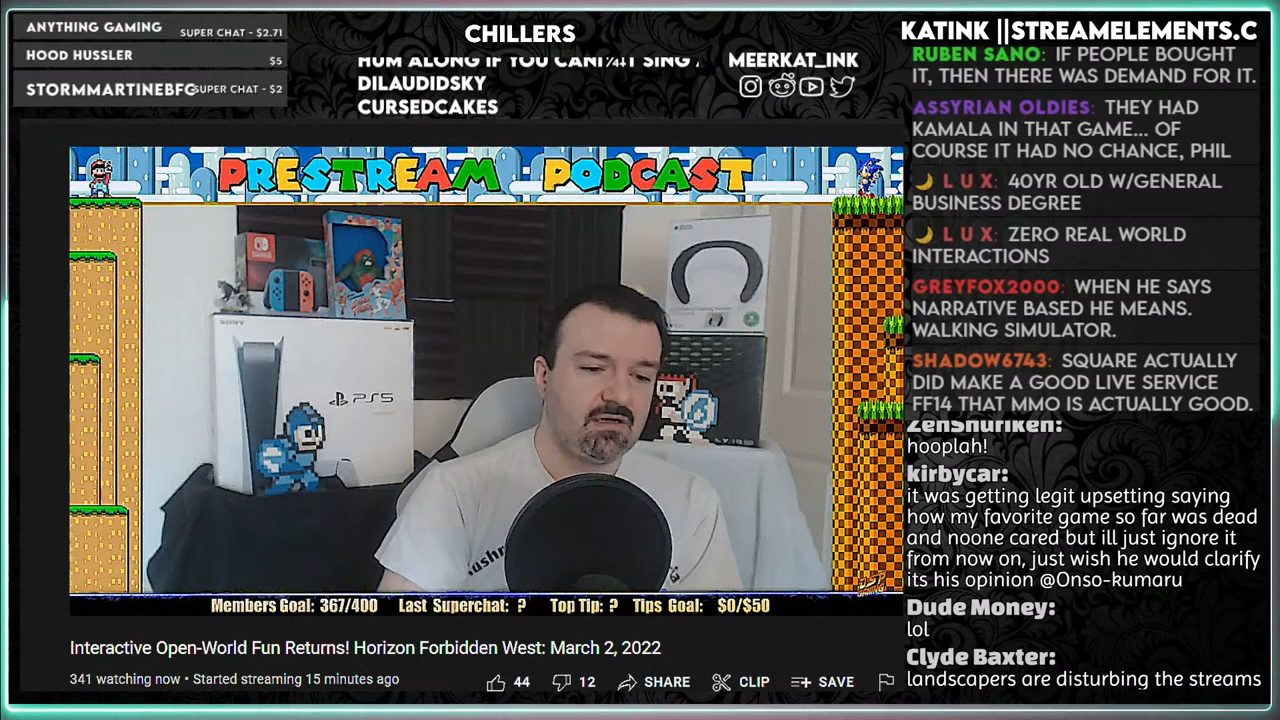 ANYTHING GAMING SUPER CHAT - $2.71
HOOD HUSSLER $5
STORMMARTINEBFG SUPER CHAT - $2
CHILLERS
HUM ALONG IF YOU SING
DILAUDIDSKY
CURSEDCAKES
MEERKAT_INK
KATINK ||STREAMELEMENTS.C
RUBEN SANO: IF PEOPLE BOUGHT
IT, THEN THERE WAS DEMAND FOR IT.
ASSYRIAN OLDIES: THEY HAD
KAMALA IN THAT GAME... OF
COURSE IT HAD NO CHANCE, PHIL
L U X: 40YR OLD W/GENERAL
BUSINESS DEGREE
L U X: ZERO REAL WORLD
INTERACTIONS
GREYFOX2000: WHEN HE SAYS
NARRATIVE BASED HE MEANS.
WALKING SIMULATOR.
SHADOW6743: SQUARE ACTUALLY
DID MAKE A GOOD LIVE SERVICE
FF14 THAT MMO IS ACTUALLY GOOD.
ZenShuriken:
hooplah!
kirbycar:
it was getting legit upsetting saying
how my favorite game so far was dead
and noone cared but ill just ignore it
from now on, just wish he would clarify
its his opinion @Onso-kumaru
Dude Money:
lol
Clyde Baxter:
landscapers are disturbing the streams
PRESTREAM PODCAST
SONY
PS5
Members Goal: 367/400 Last Superchat: ? Top Tip: ? Tips Goal: $0/$50
Interactive Open-World Fun Returns! Horizon Forbidden West: March 2, 2022
341 watching now • Started streaming 15 minutes ago
44 12 SHARE CLIP SAVE